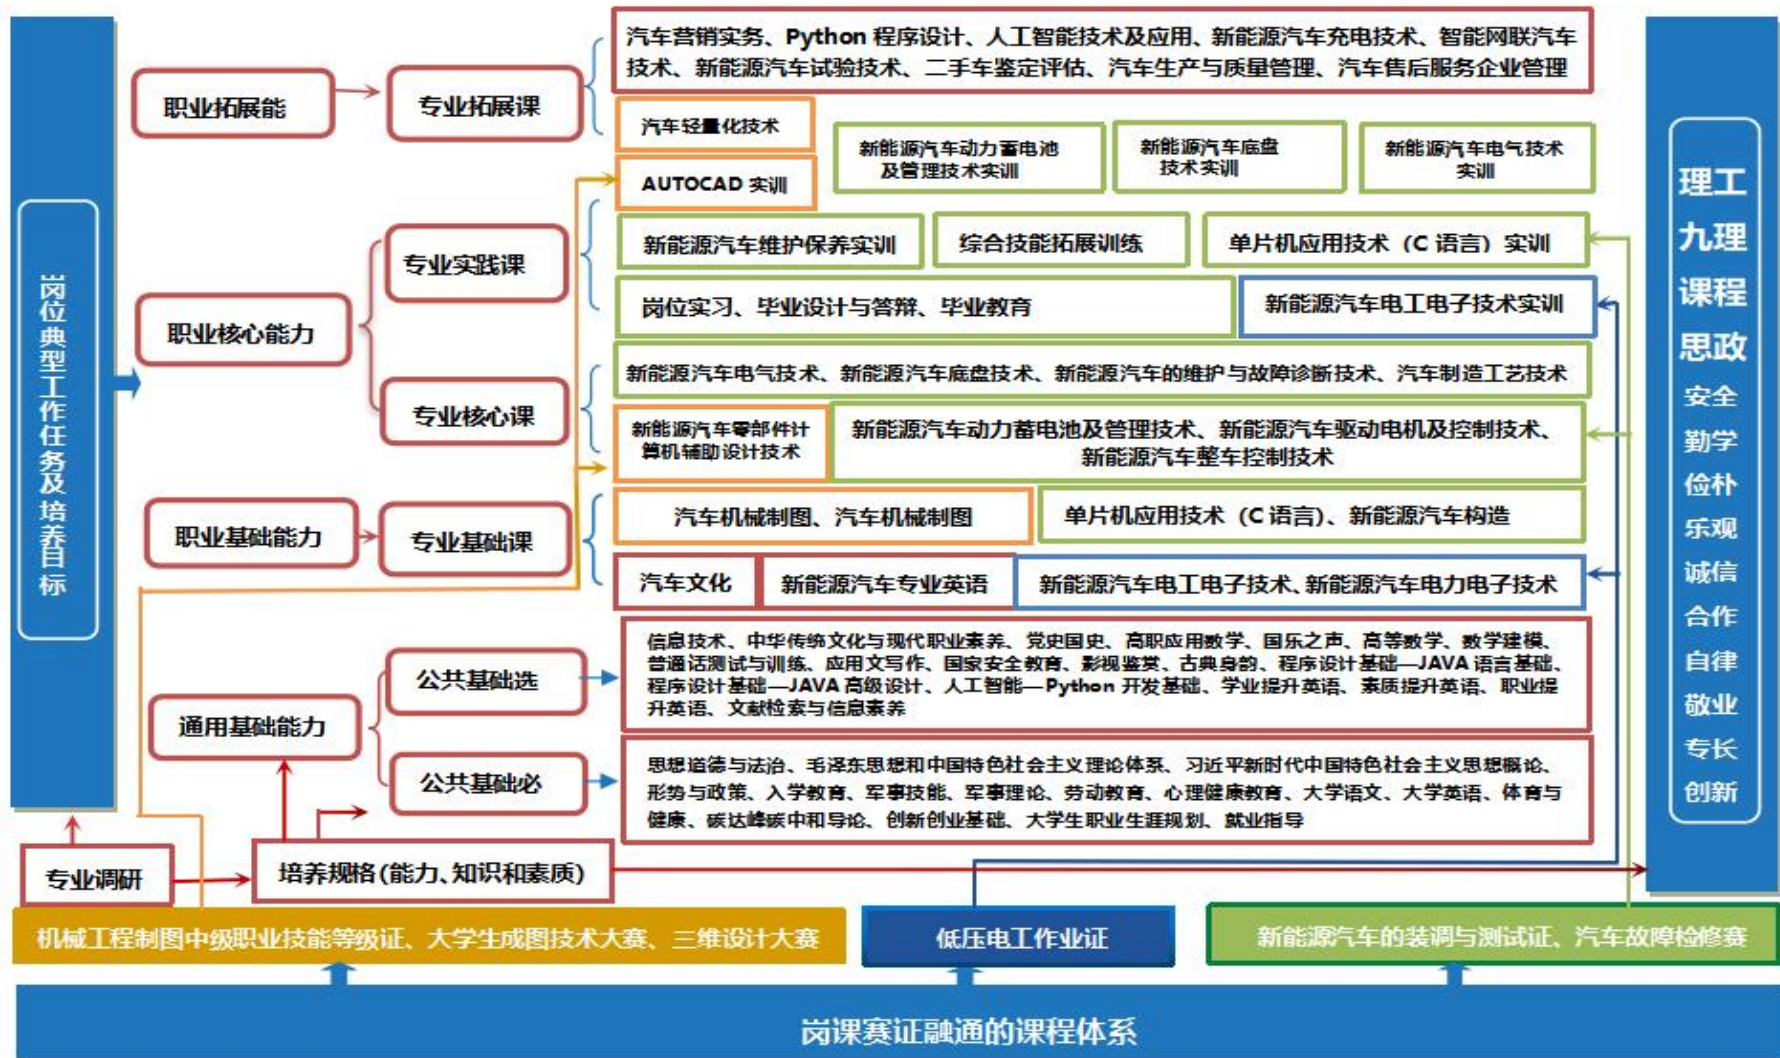 岗位典型工作任务及培养目标
职业拓展能
专业拓展课
汽车营销实务、Python 程序设计、人工智能技术及应用、新能源汽车充电技术、智能网联汽车
技术、新能源汽车试验技术、二手车鉴定评估、汽车生产与质量管理、汽车售后服务企业管理
汽车轻量化技术
AUTOCAD 实训
新能源汽车动力蓄电池
及管理技术实训
新能源汽车底盘
技术实训
新能源汽车电气技术
实训
职业核心能力
专业实践课
新能源汽车维护保养实训
综合技能拓展训练
单片机应用技术（C 语言）实训
岗位实习、毕业设计与答辩、毕业教育
新能源汽车电工电子技术实训
专业核心课
新能源汽车电气技术、新能源汽车底盘技术、新能源汽车的维护与故障诊断技术、汽车制造工艺技术
新能源汽车零部件计
算机辅助设计技术
新能源汽车动力蓄电池及管理技术、新能源汽车驱动电机及控制技术、
新能源汽车整车控制技术
职业基础能力
专业基础课
汽车机械制图、汽车机械制图
单片机应用技术（C 语言）、新能源汽车构造
汽车文化
新能源汽车专业英语
新能源汽车电工电子技术、新能源汽车电力电子技术
通用基础能力
公共基础选
信息技术、中华传统文化与现代职业素养、党史国史、高职应用数学、国乐之声、高等数学、数学建模、
普通话测试与训练、应用文写作、国家安全教育、影视鉴赏、古典身韵、程序设计基础—JAVA 语言基础、
程序设计基础—JAVA 高级设计、人工智能—Python 开发基础、学业提升英语、素质提升英语、职业提
升英语、文献检索与信息素养
公共基础必
思想道德与法治、毛泽东思想和中国特色社会主义理论体系、习近平新时代中国特色社会主义思想概论、
形势与政策、入学教育、军事技能、军事理论、劳动教育、心理健康教育、大学语文、大学英语、体育与
健康、碳达峰碳中和导论、创新创业基础、大学生职业生涯规划、就业指导
专业调研
培养规格(能力、知识和素质)
理工
九理
课程
思政
安全
勤学
俭朴
乐观
诚信
合作
自律
敬业
专长
创新
机械工程制图中级职业技能等级证、大学生成图技术大赛、三维设计大赛
低压电工作业证
新能源汽车的装调与测试证、汽车故障检修赛
岗课赛证融通的课程体系